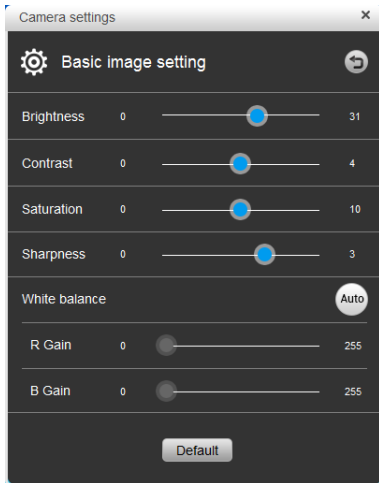 Camera settings ×
Basic image setting
Brightness 0 31
Contrast 0 4
Saturation 0 10
Sharpness 0 3
White balance Auto
R Gain 0 255
B Gain 0 255
Default